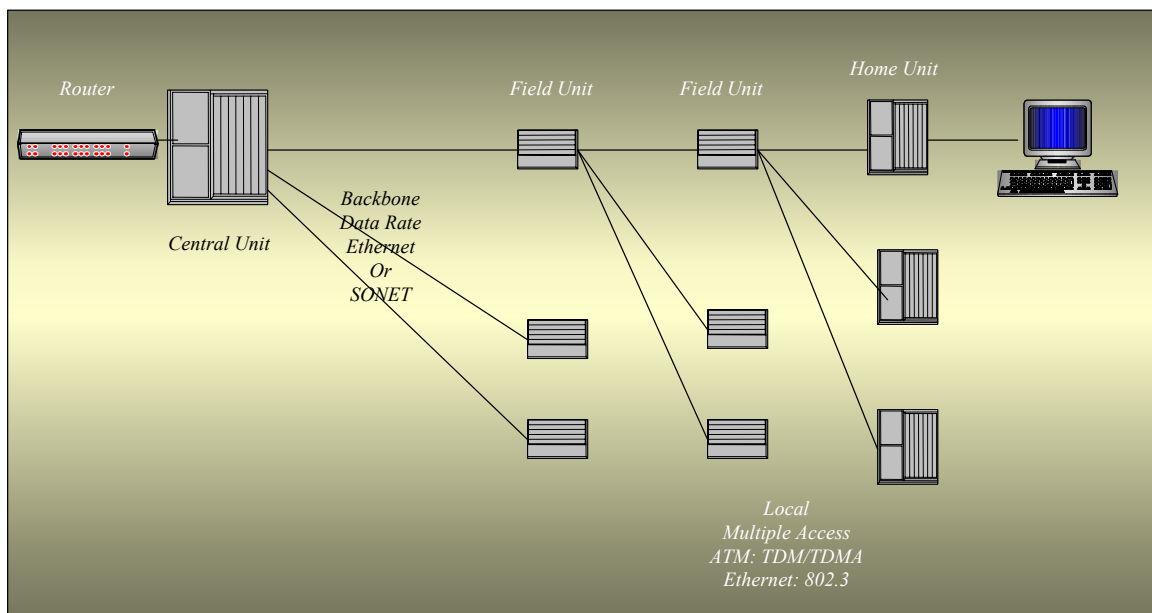 Router
Central Unit
Field Unit
Field Unit
Home Unit
Backbone
Data Rate
Ethernet
Or
SONET
Local
Multiple Access
ATM: TDM/TDMA
Ethernet: 802.3